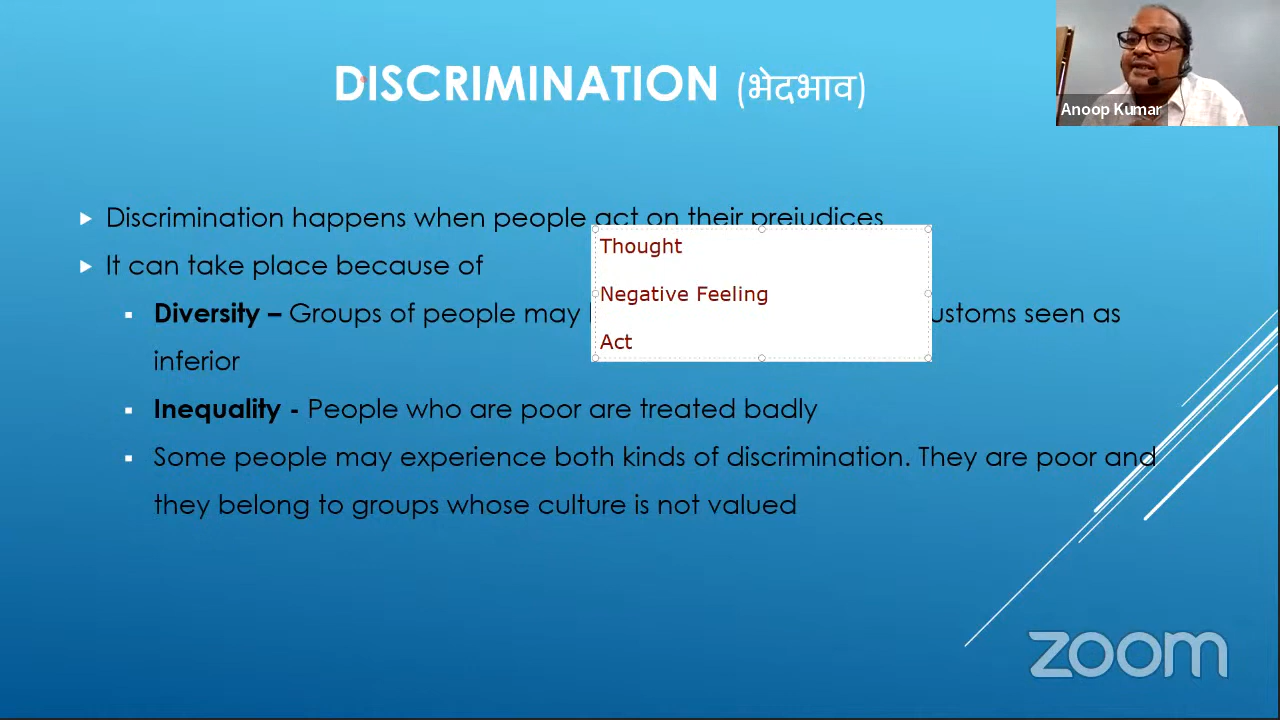 DISCRIMINATION (भेदभाव)
Anoop Kumar
Discrimination happens when people act on their prejudices
It can take place because of
Thought
Negative Feeling
Act
Diversity – Groups of people may ustoms seen as
inferior
Inequality - People who are poor are treated badly
Some people may experience both kinds of discrimination. They are poor and
they belong to groups whose culture is not valued
zoom